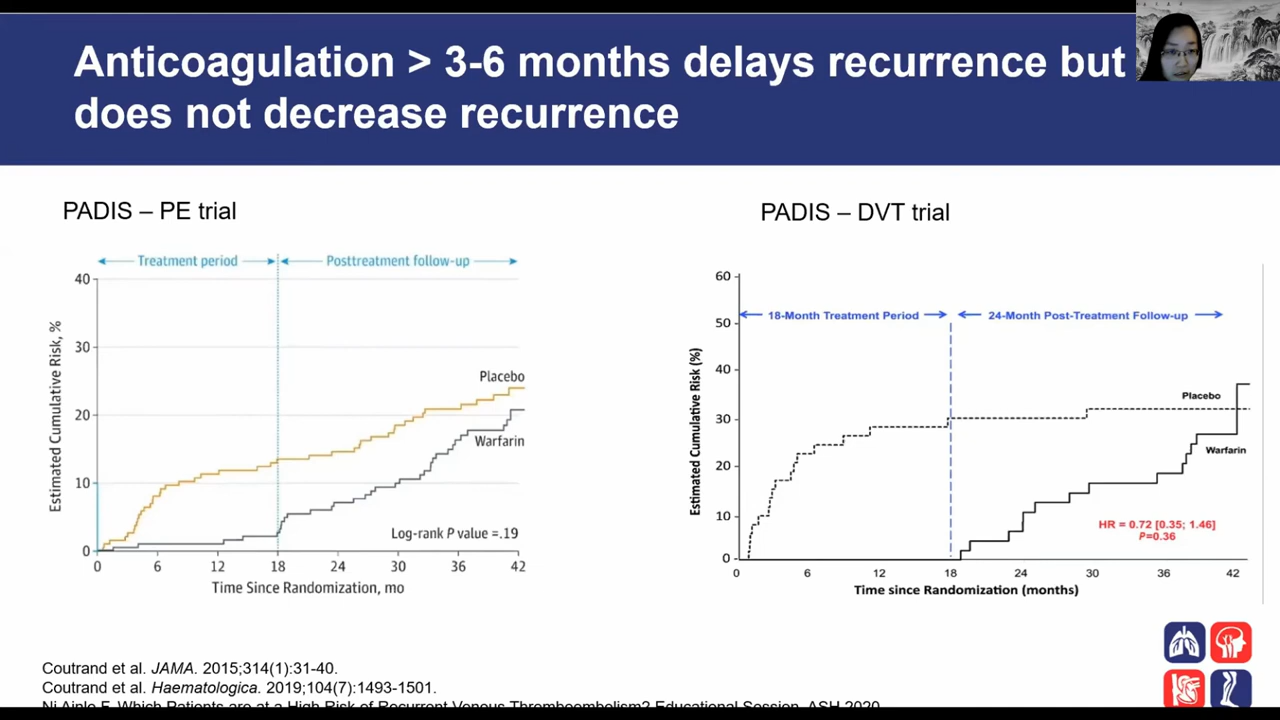 Anticoagulation > 3-6 months delays recurrence but
does not decrease recurrence
PADIS – PE trial
Treatment period
Posttreatment follow-up
Estimated Cumulative Risk, %
40
30
20
10
0
Placebo
Warfarin
Log-rank P value =.19
0 6 12 18 24 30 36 42
Time Since Randomization, mo
PADIS – DVT trial
60
50
40
30
20
10
0
Estimated Cumulative Risk (%)
18-Month Treatment Period
24-Month Post-Treatment Follow-up
Placebo
Warfarin
HR = 0.72 [0.35; 1.46]
P=0.36
0 6 12 18 24 30 36 42
Time since Randomization (months)
Coutrand et al. JAMA. 2015;314(1):31-40.
Coutrand et al. Haematologica. 2019;104(7):1493-1501.
Ni Ainle F. Which Patients are at a High Risk of Recurrent Venous Thromboembolism? Educational Session. ASH 2020